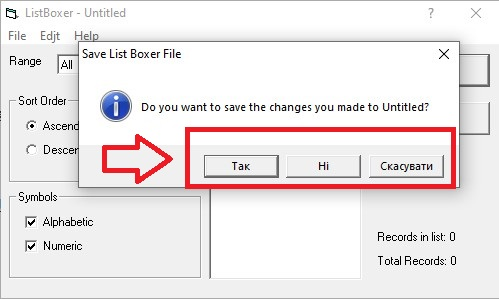 ListBoxer - Untitled
File Edjt Help
Range All
Save List Boxer File
Do you want to save the changes you made to Untitled?
Так Ні Скасувати
Sort Order
Ascend
Descen
Symbols
Alphabetic
Numeric
Records in list: 0
Total Records: 0